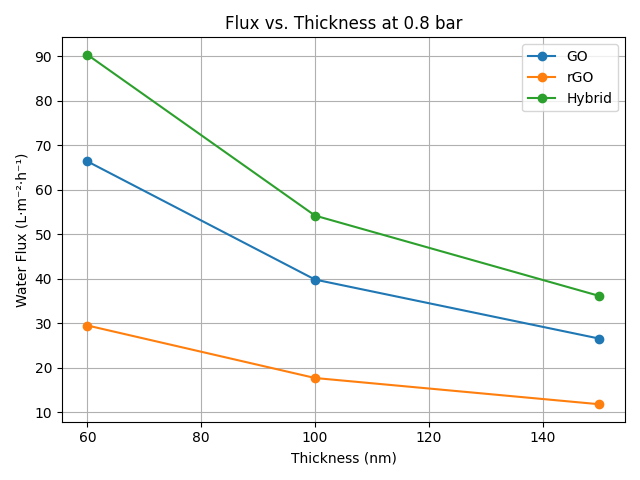 Flux vs. Thickness at 0.8 bar
GO
rGO
Hybrid
Water Flux (L·m⁻²·h⁻¹)
90
80
70
60
50
40
30
20
10
60 80 100 120 140
Thickness (nm)